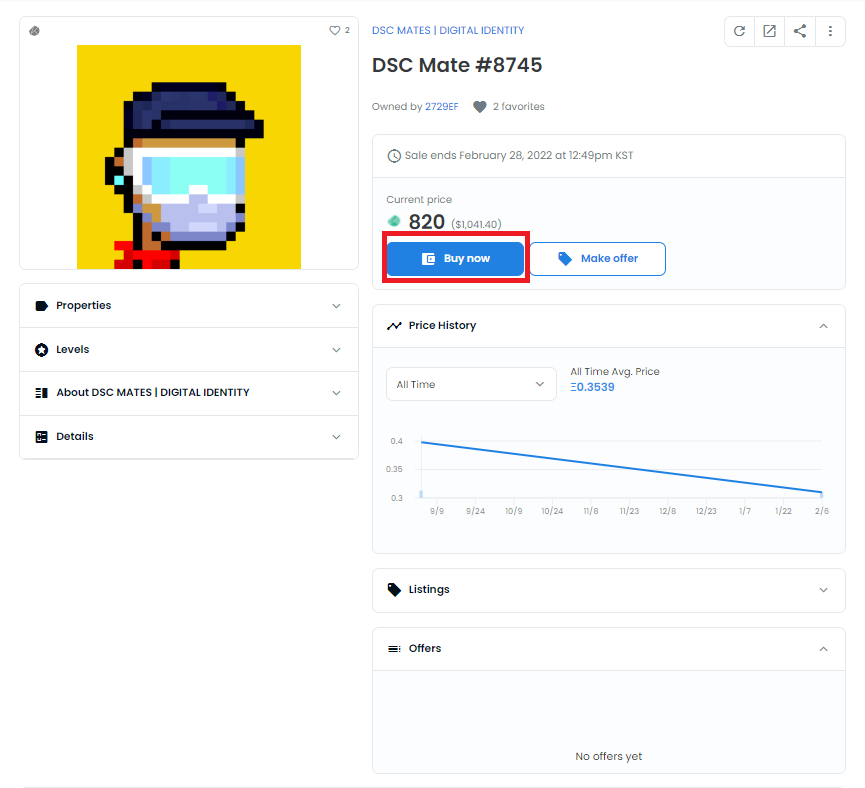 2
DSC MATES | DIGITAL IDENTITY
DSC Mate #8745
Owned by 2729EF 2 favorites
Sale ends February 28, 2022 at 12:49pm KST
Current price
820 ($1,041.40)
Buy now
Make offer
Properties
Levels
About DSC MATES | DIGITAL IDENTITY
Details
Price History
All Time
All Time Avg. Price
Ξ0.3539
0.4
0.35
0.3
9/9 9/24 10/9 10/24 11/8 11/23 12/8 12/23 1/7 1/22 2/6
Listings
Offers
No offers yet